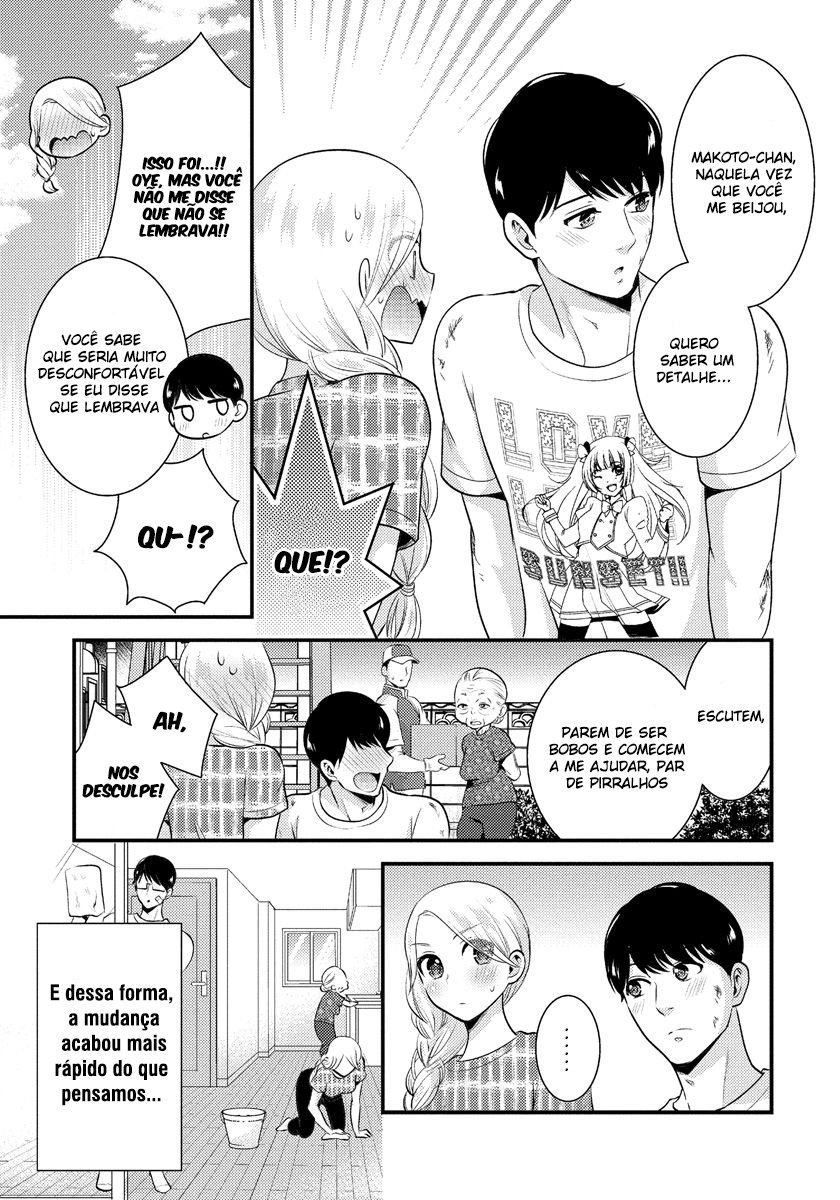 MAKOTO-CHAN,
NAQUELA VEZ
QUE VOCÊ
ME BEIJOU,
QUERO
SABER UM
DETALHE...
QUE!?
ISSO FOI...!!
OYE, MAS VOCÊ
NÃO ME DISSE
QUE NÃO SE
LEMBRAVA!!
VOCÊ SABE
QUE SERIA MUITO
DESCONFORTÁVEL
SE EU DISSE
QUE LEMBRAVA
QU-!?
SUNSET!!
ESCUTEM,
PAREM DE SER
BOBOS E COMECEM
A ME AJUDAR, PAR
DE PIRRALHOS
AH,
NOS
DESCULPE!
......
E dessa forma,
a mudança
acabou mais
rápido do que
pensamos...